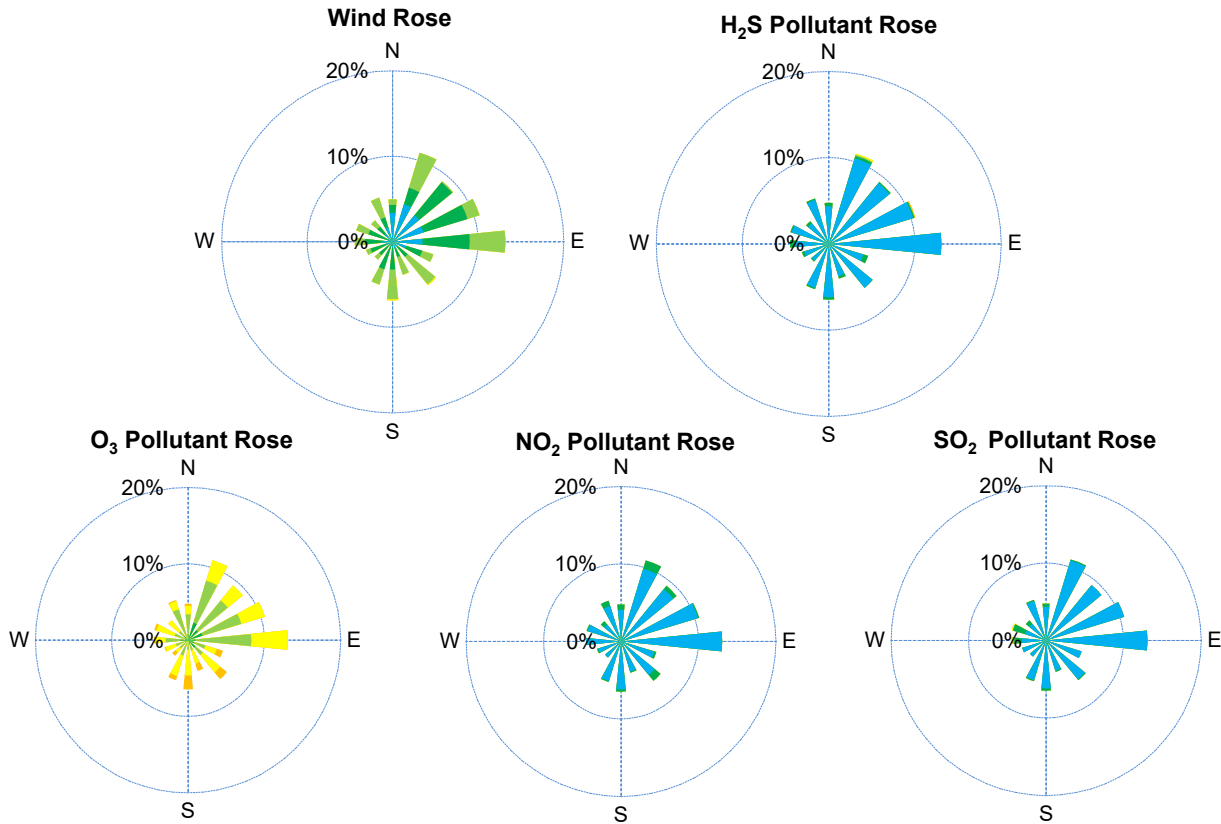 Wind Rose
N
20%
10%
0%
W
E
S
H₂S Pollutant Rose
N
20%
10%
0%
W
E
S
O₃ Pollutant Rose
N
20%
10%
0%
W
E
S
NO₂ Pollutant Rose
N
20%
10%
0%
W
E
S
SO₂ Pollutant Rose
N
20%
10%
0%
W
E
S